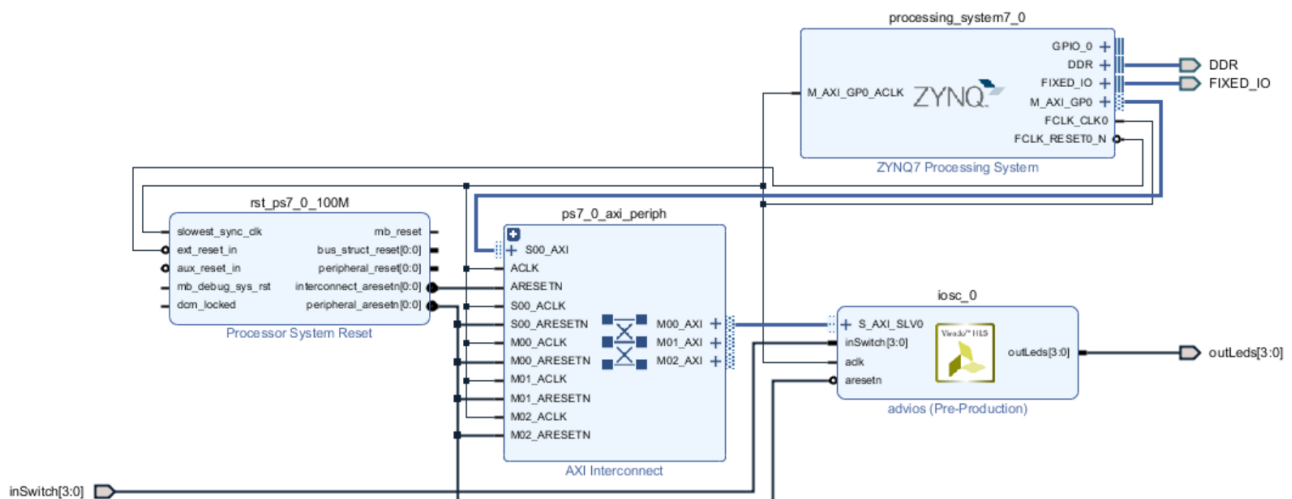 processing_system7_0
GPIO_0
DDR
FIXED_IO
M_AXI_GP0
FCLK_CLK0
FCLK_RESET0_N
M_AXI_GP0_ACLK
ZYNQ
ZYNQ7 Processing System
DDR
FIXED_IO
rst_ps7_0_100M
slowest_sync_clk
ext_reset_in
aux_reset_in
mb_debug_sys_rst
dcm_locked
mb_reset
bus_struct_reset[0:0]
peripheral_reset[0:0]
interconnect_aresetn[0:0]
peripheral_aresetn[0:0]
Processor System Reset
ps7_0_axi_periph
S00_AXI
ACLK
ARESETN
S00_ACLK
S00_ARESETN
M00_ACLK
M00_ARESETN
M01_ACLK
M01_ARESETN
M02_ACLK
M02_ARESETN
M00_AXI
M01_AXI
M02_AXI
AXI Interconnect
iosc_0
S_AXI_SLV0
inSwitch[3:0]
aclk
aresetn
Vivado™ HLS
outLeds[3:0]
advios (Pre-Production)
outLeds[3:0]
inSwitch[3:0]